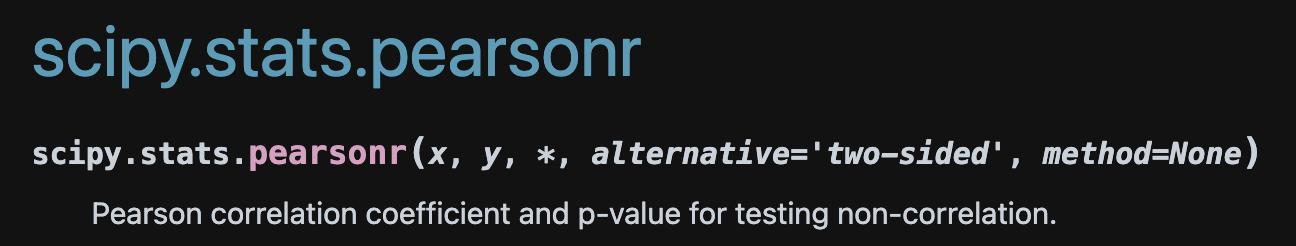 scipy.stats.pearsonr
scipy.stats.pearsonr(x, y, *, alternative='two-sided', method=None)
Pearson correlation coefficient and p-value for testing non-correlation.